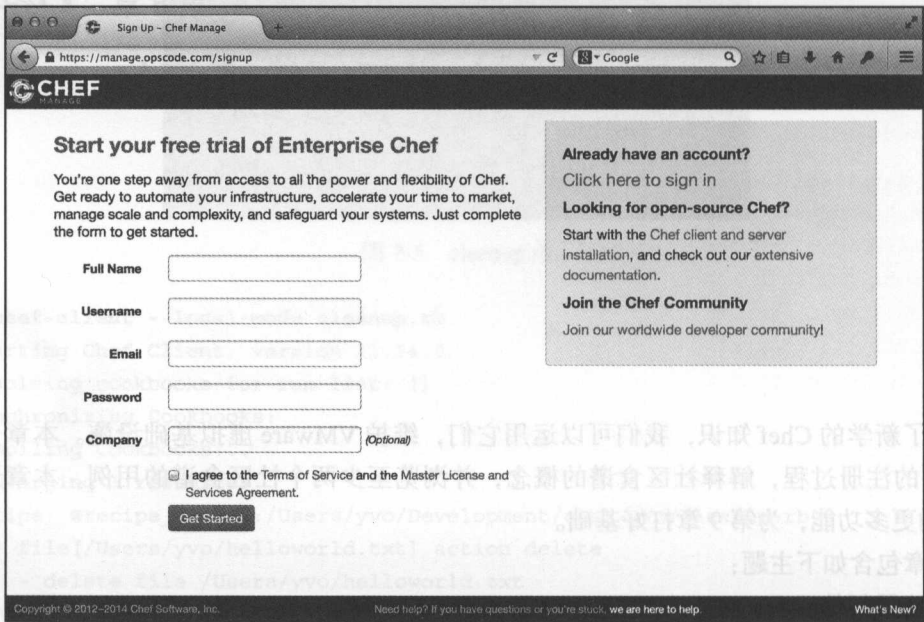 Sign Up - Chef Manage
https://manage.opscode.com/signup
Google
CHEF
MANAGE
Start your free trial of Enterprise Chef
You're one step away from access to all the power and flexibility of Chef.
Get ready to automate your infrastructure, accelerate your time to market,
manage scale and complexity, and safeguard your systems. Just complete
the form to get started.
Full Name
Username
Email
Password
Company
(Optional)
I agree to the Terms of Service and the Master License and
Services Agreement.
Get Started
Already have an account?
Click here to sign in
Looking for open-source Chef?
Start with the Chef client and server
installation, and check out our extensive
documentation.
Join the Chef Community
Join our worldwide developer community!
Copyright © 2012–2014 Chef Software, Inc.
Need help? If you have questions or you're stuck, we are here to help.
What's New?